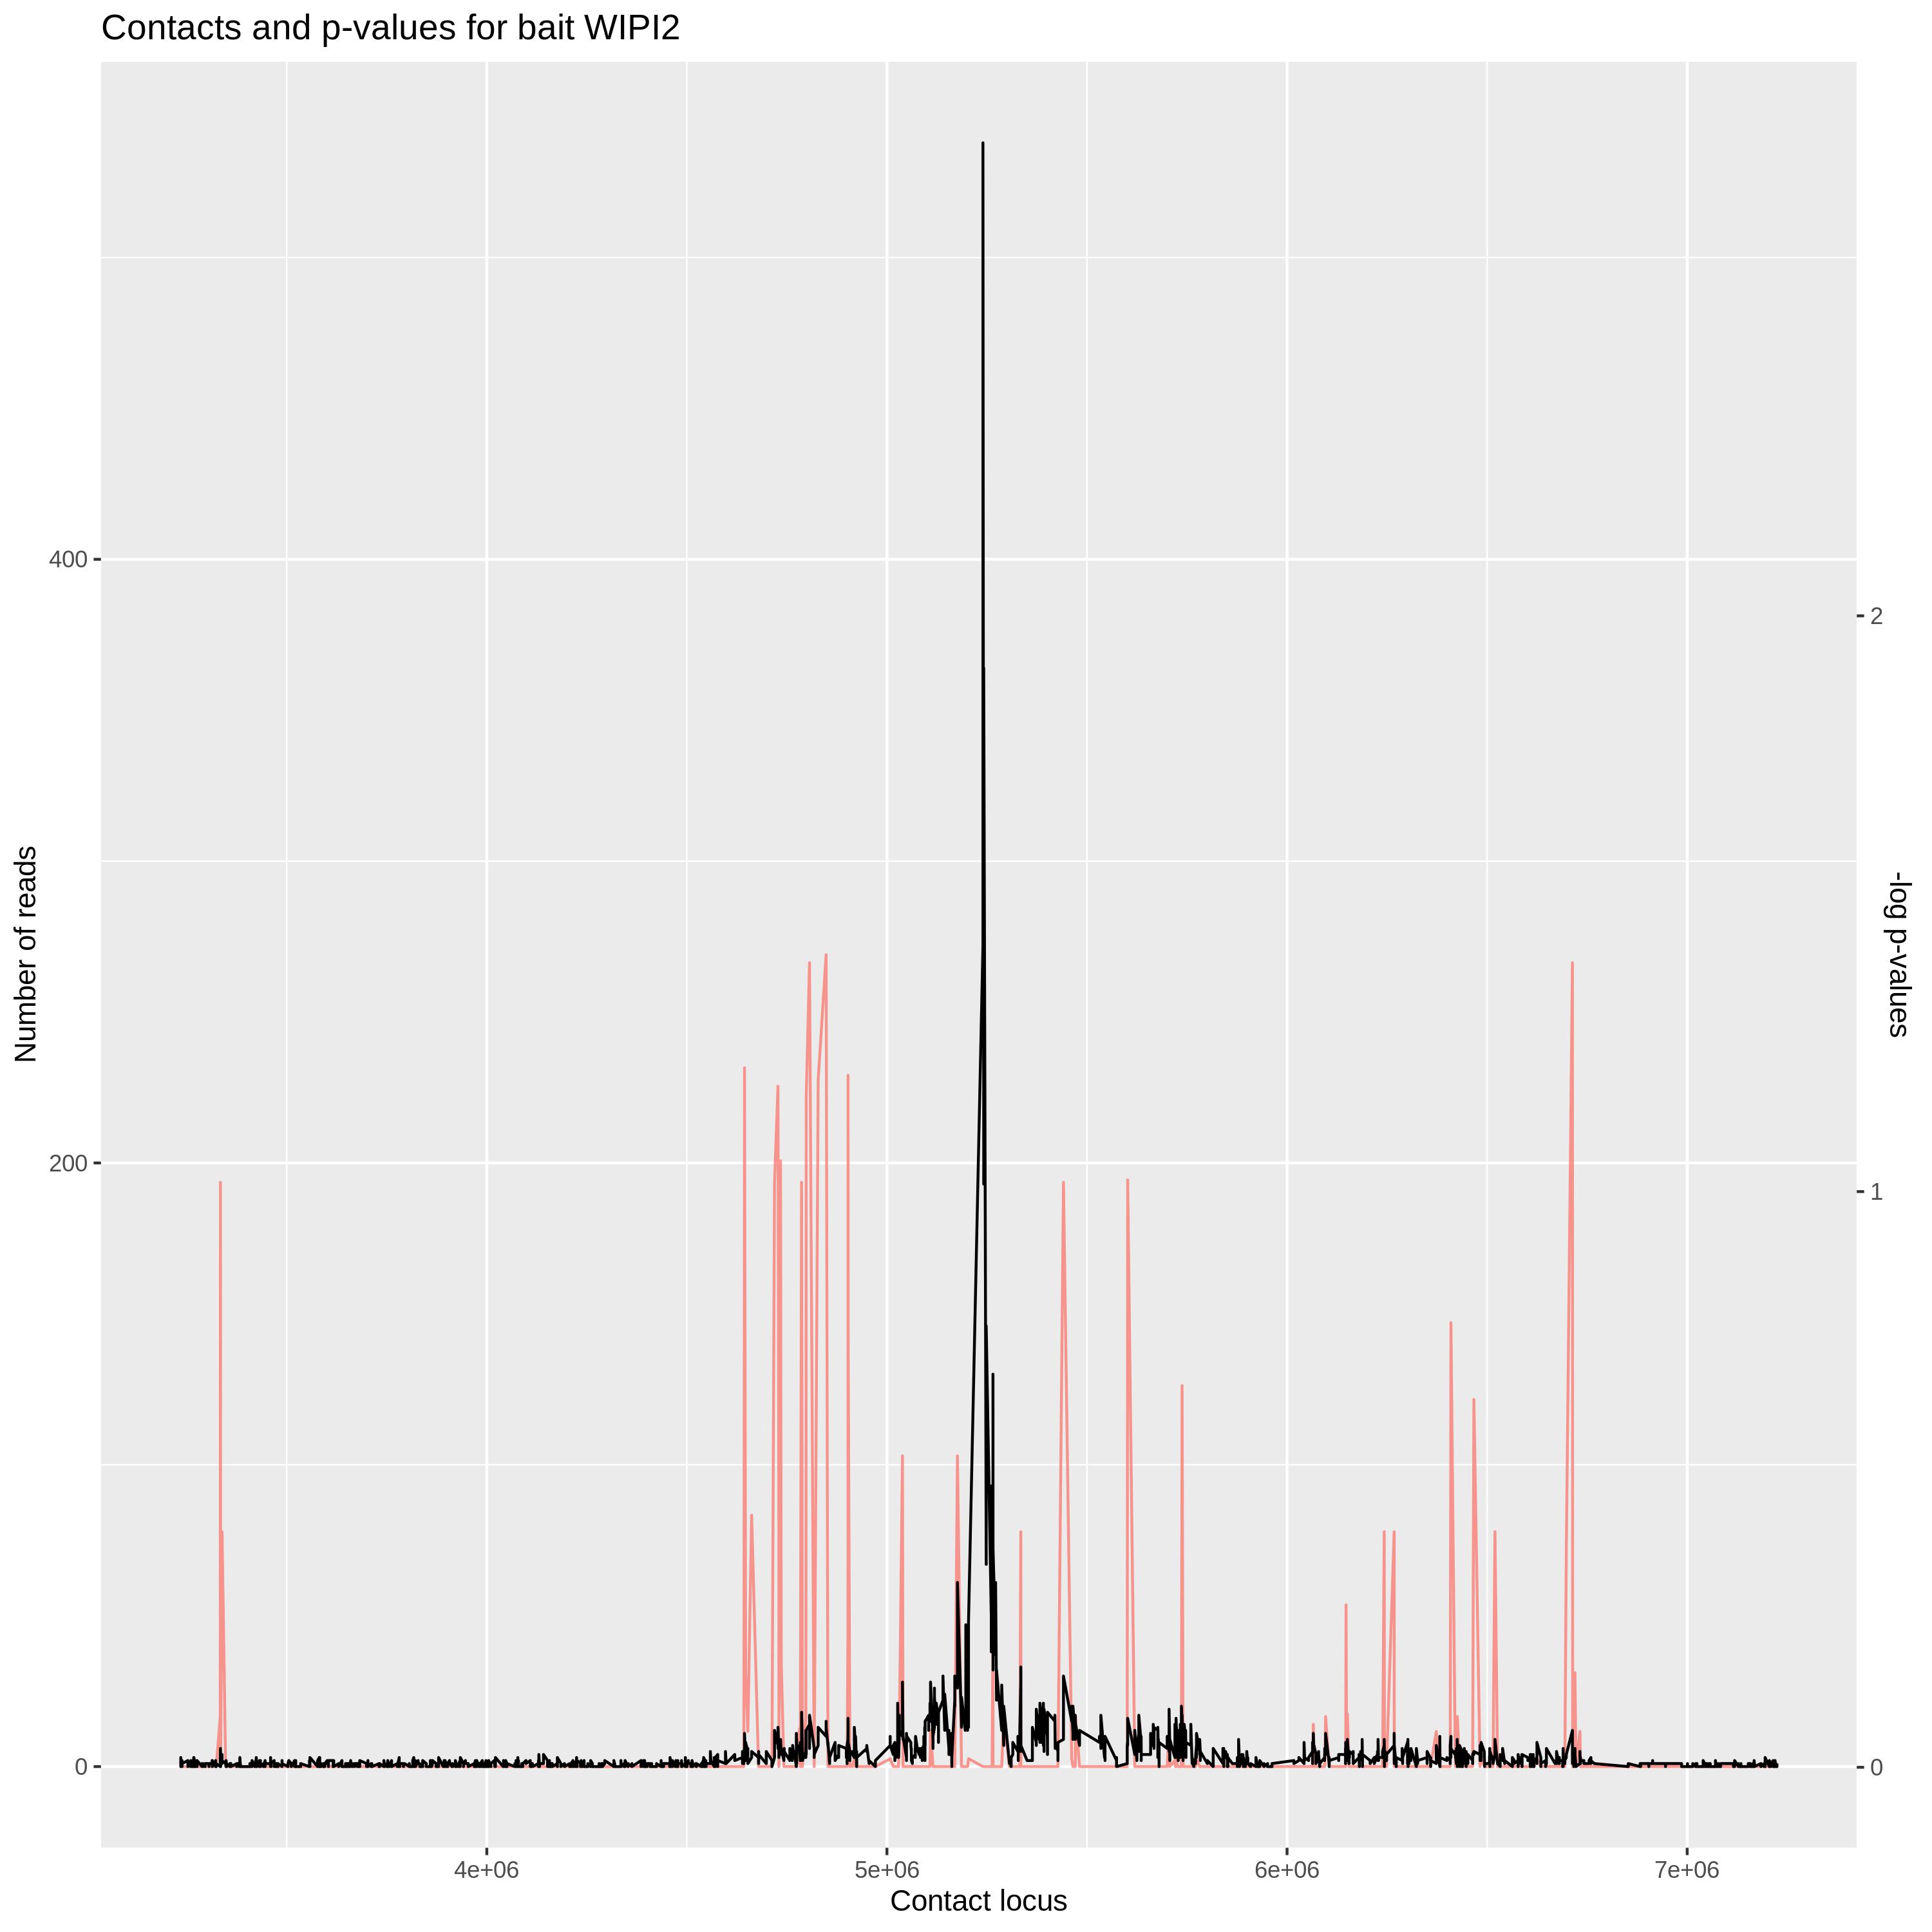 Contacts and p-values for bait WIPI2
Number of reads
400
200
0
2
1
0
-log p-values
4e+06
5e+06
6e+06
7e+06
Contact locus